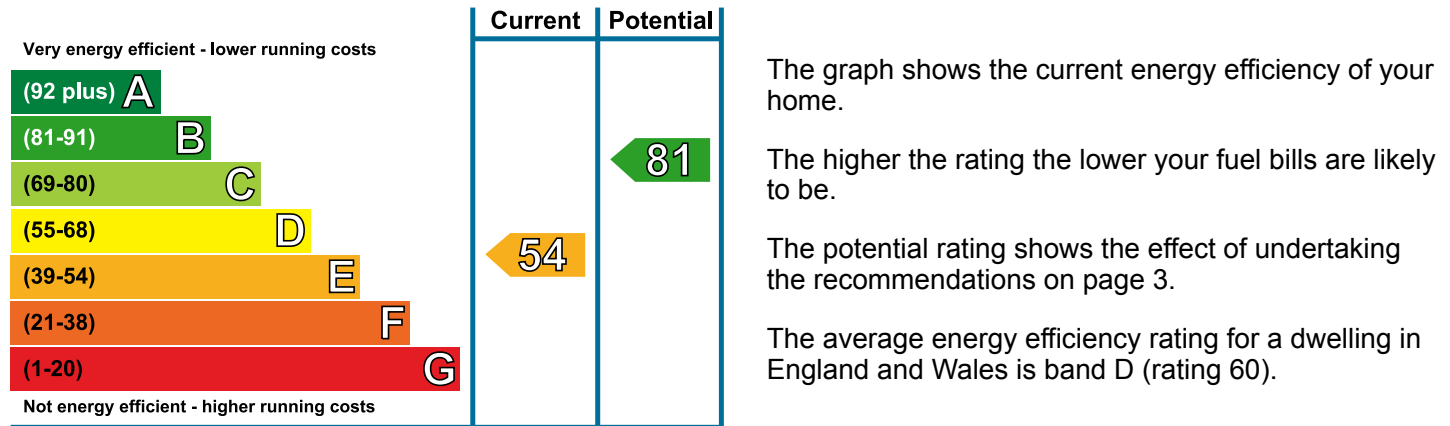 Current Potential
Very energy efficient - lower running costs
(92 plus) A
(81-91) B
(69-80) C
(55-68) D
(39-54) E
(21-38) F
(1-20) G
Not energy efficient - higher running costs
54
81
The graph shows the current energy efficiency of your
home.
The higher the rating the lower your fuel bills are likely
to be.
The potential rating shows the effect of undertaking
the recommendations on page 3.
The average energy efficiency rating for a dwelling in
England and Wales is band D (rating 60).